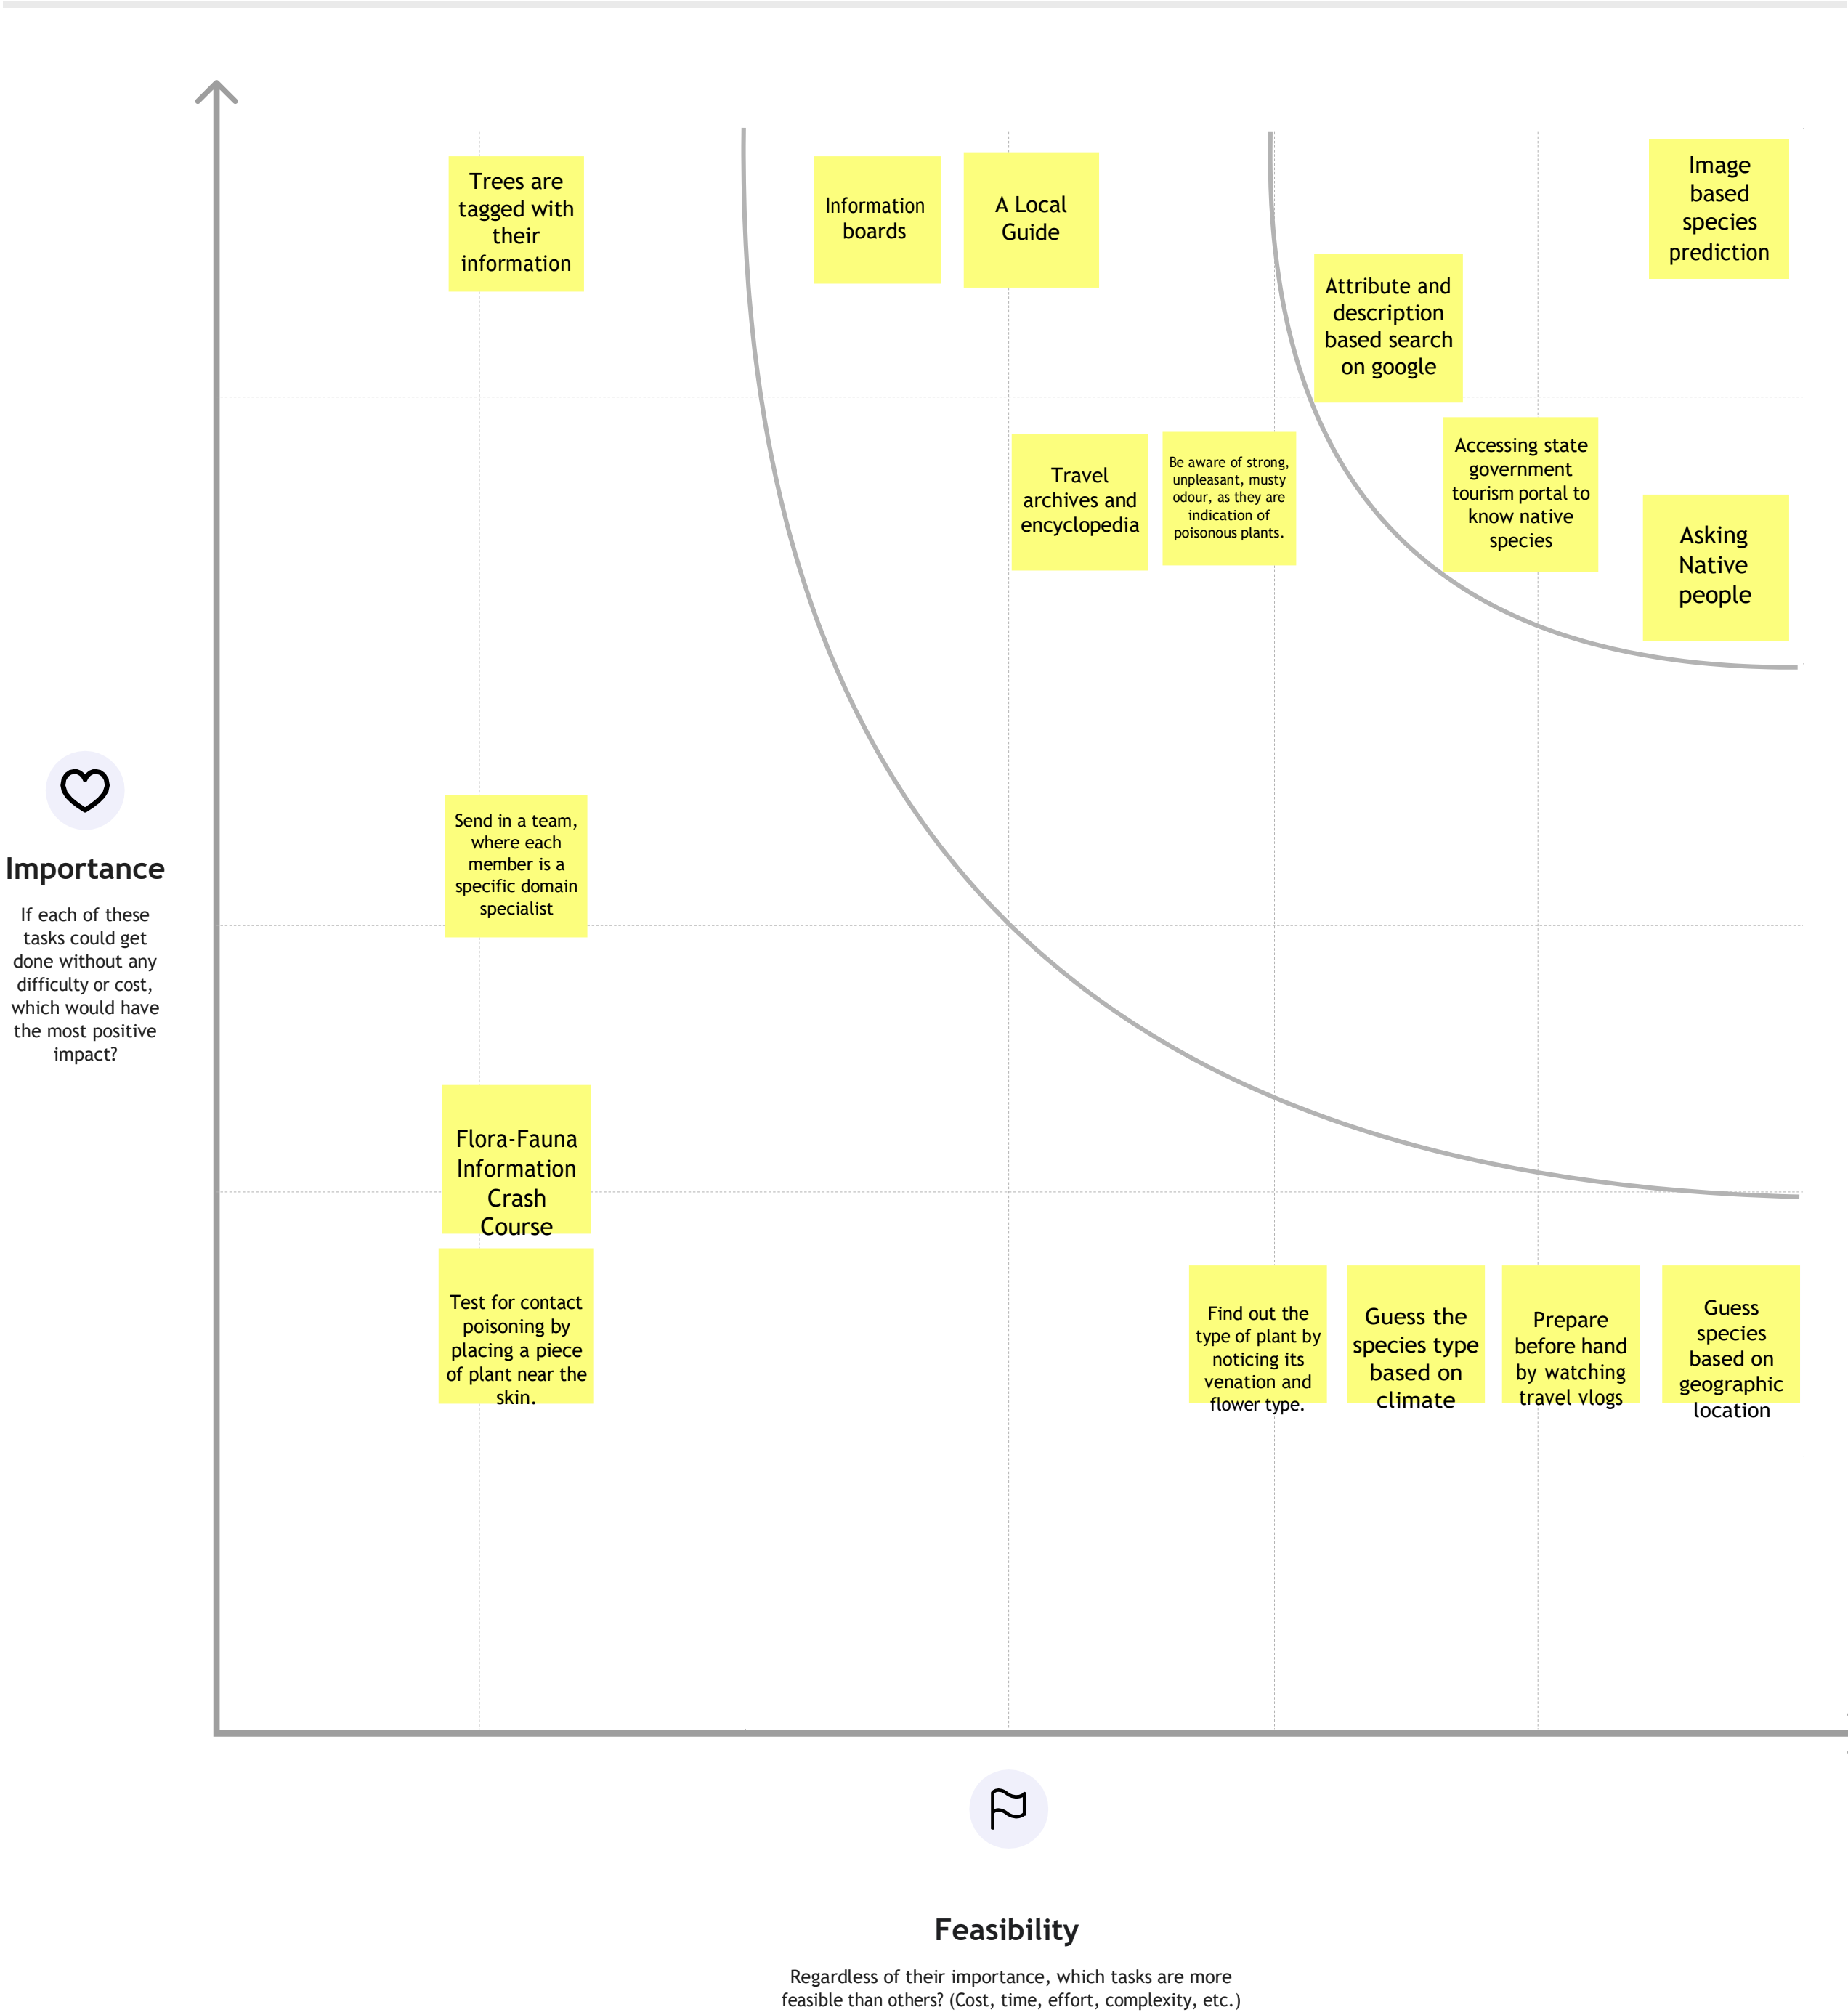 Trees are
tagged with
their
information
Information
boards
A Local
Guide
Image
based
species
prediction
Attribute and
description
based search
on google
Travel
archives and
encyclopedia
Be aware of strong,
unpleasant, musty
odour, as they are
indication of
poisonous plants.
Accessing state
government
tourism portal to
know native
species
Asking
Native
people
Send in a team,
where each
member is a
specific domain
specialist
Importance
If each of these
tasks could get
done without any
difficulty or cost,
which would have
the most positive
impact?
Flora-Fauna
Information
Crash
Course
Test for contact
poisoning by
placing a piece
of plant near the
skin.
Find out the
type of plant by
noticing its
venation and
flower type.
Guess the
species type
based on
climate
Prepare
before hand
by watching
travel vlogs
Guess
species
based on
geographic
location
Feasibility
Regardless of their importance, which tasks are more
feasible than others? (Cost, time, effort, complexity, etc.)